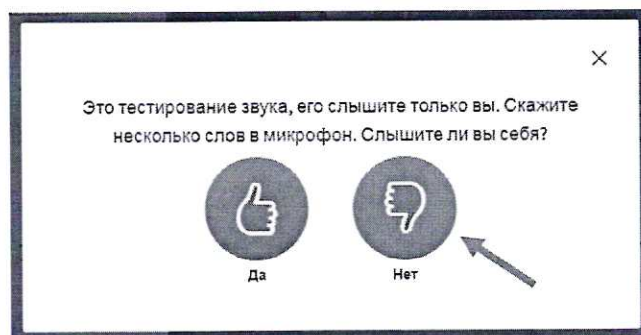 Это тестирование звука, его слышите только вы. Скажите
несколько слов в микрофон. Слышите ли вы себя?
Да
Нет